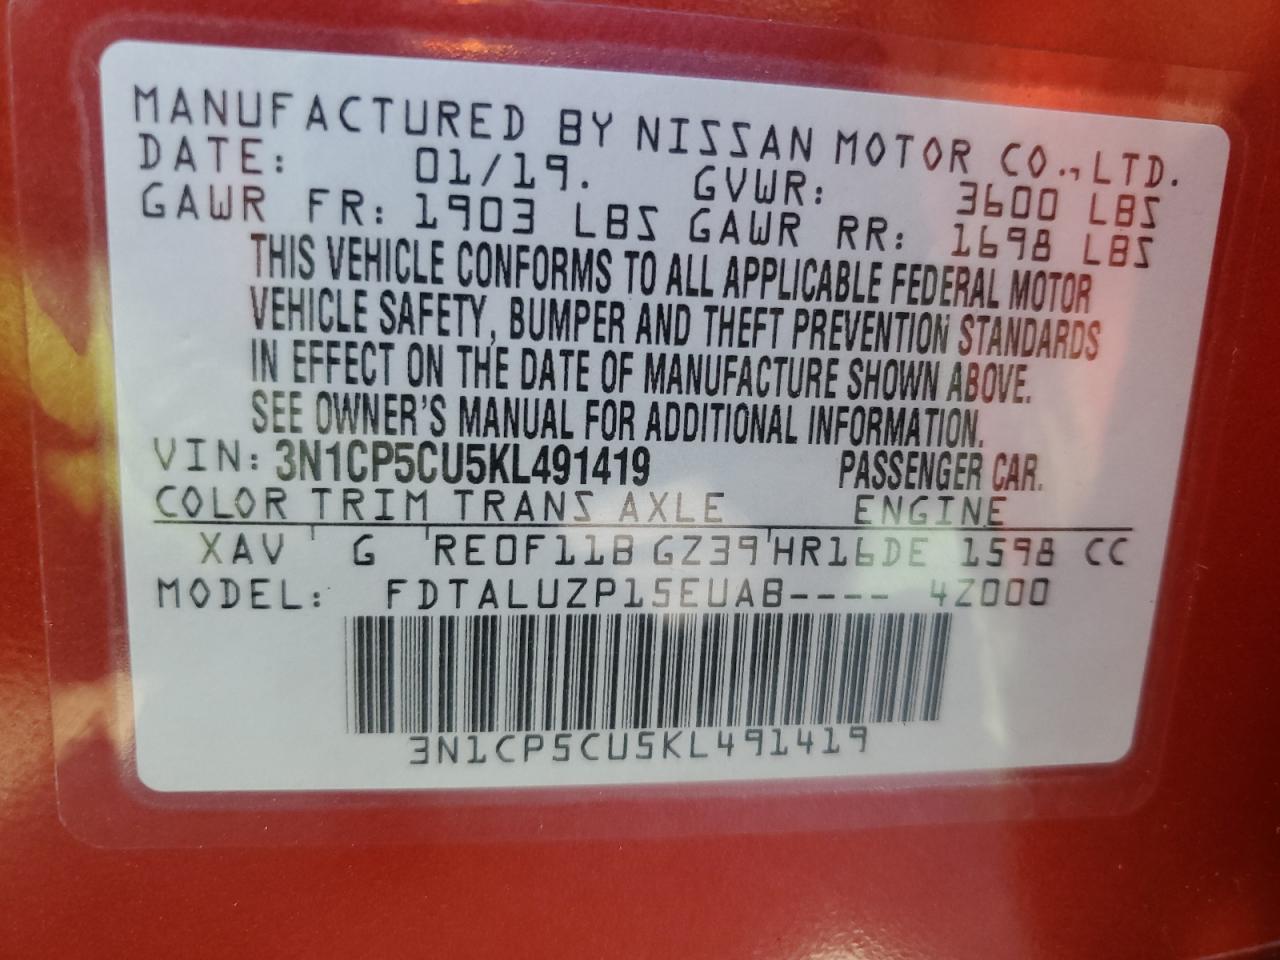 MANUFACTURED BY NISSAN MOTOR CO., LTD.
DATE: 01/19. GVWR: 3600 LBS
GAWR FR: 1903 LBS GAWR RR: 1698 LBS
THIS VEHICLE CONFORMS TO ALL APPLICABLE FEDERAL MOTOR
VEHICLE SAFETY, BUMPER AND THEFT PREVENTION STANDARDS
IN EFFECT ON THE DATE OF MANUFACTURE SHOWN ABOVE.
SEE OWNER'S MANUAL FOR ADDITIONAL INFORMATION.
VIN: 3N1CP5CU5KL491419 PASSENGER CAR.
COLOR TRIM TRANS AXLE ENGINE
XAV G RE0F11B GZ39 HR16DE 1598 CC
MODEL: FDTALUZP15EUAB---- 4Z000
3N1CP5CU5KL491419